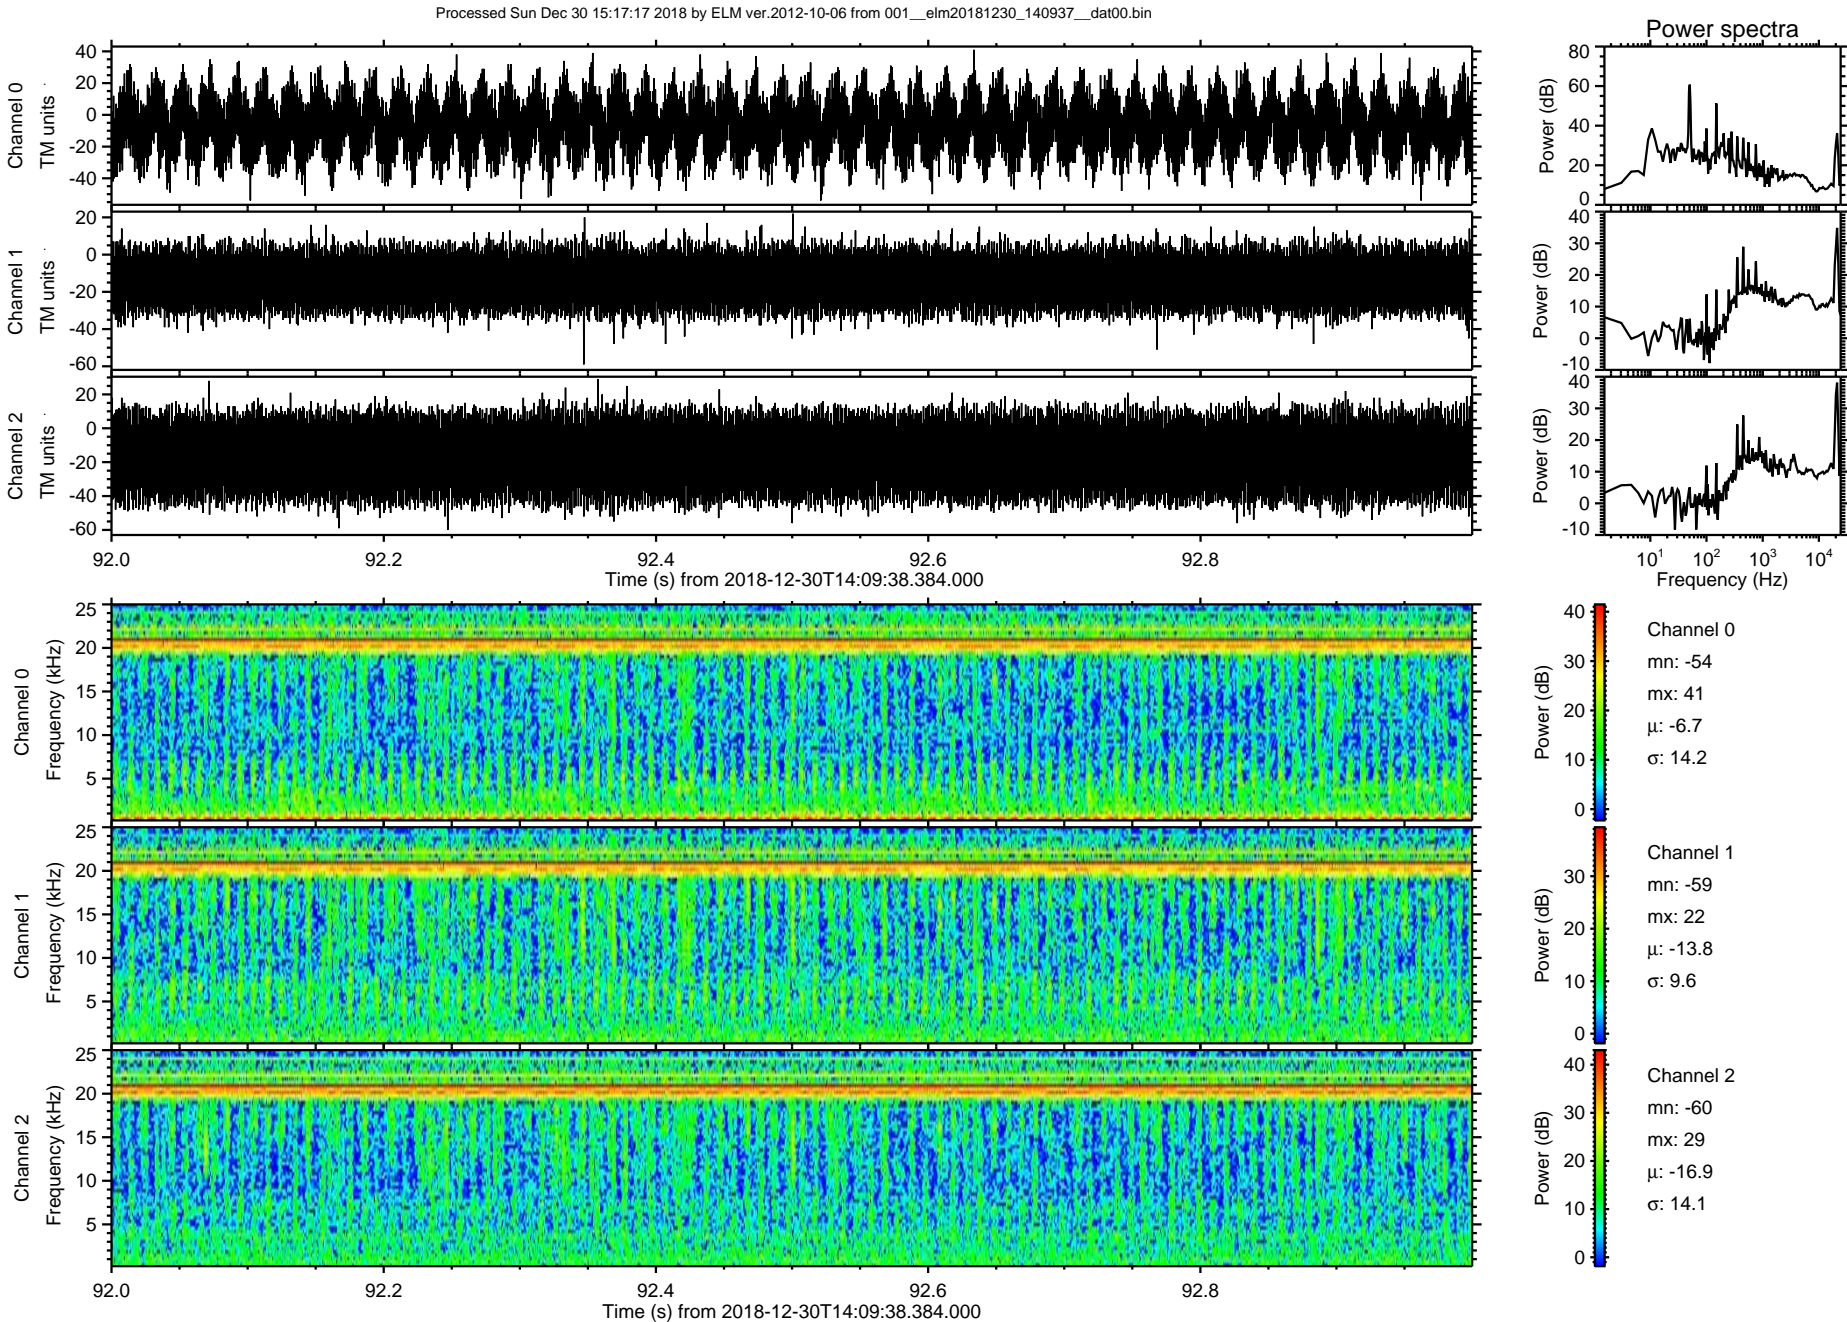 Processed Sun Dec 30 15:17:17 2018 by ELM ver.2012-10-06 from 001__elm20181230_140937__dat00.bin
Power spectra
Channel 0
TM units
40
20
0
-20
-40
Power (dB)
80
60
40
20
0
Channel 1
TM units
20
0
-20
-40
-60
Power (dB)
40
30
20
10
0
-10
Channel 2
TM units
20
0
-20
-40
-60
Power (dB)
40
30
20
10
0
-10
92.0 92.2 92.4 92.6 92.8
Time (s) from 2018-12-30T14:09:38.384.000
10^1 10^2 10^3 10^4
Frequency (Hz)
Channel 0
Frequency (kHz)
25
20
15
10
5
Power (dB)
40
30
20
10
0
Channel 0
mn: -54
mx: 41
μ: -6.7
σ: 14.2
Channel 1
Frequency (kHz)
25
20
15
10
5
Power (dB)
30
20
10
0
Channel 1
mn: -59
mx: 22
μ: -13.8
σ: 9.6
Channel 2
Frequency (kHz)
25
20
15
10
5
Power (dB)
40
30
20
10
0
Channel 2
mn: -60
mx: 29
μ: -16.9
σ: 14.1
92.0 92.2 92.4 92.6 92.8
Time (s) from 2018-12-30T14:09:38.384.000